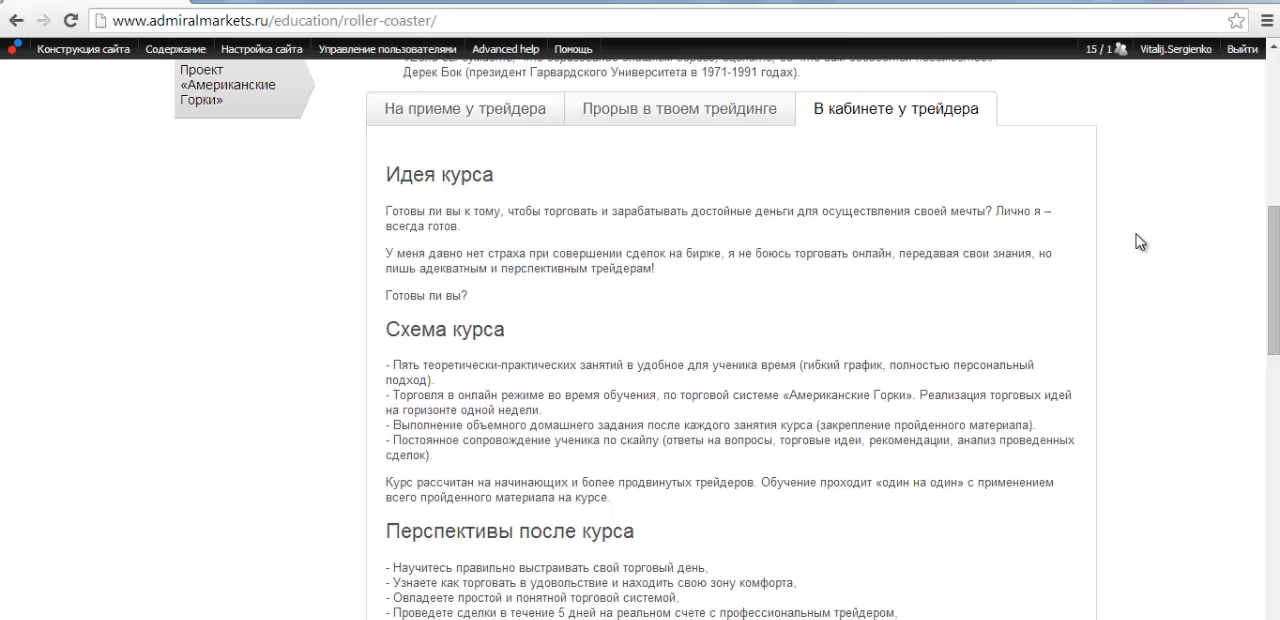 www.admiralmarkets.ru/education/roller-coaster/
Конструкция сайта Содержание Настройка сайта Управление пользователями Advanced help Помощь 15 / 1 Vitalij.Sergienko Выйти
Проект
«Американские
Горки»
Дерек Бок (президент Гарвардского Университета в 1971-1991 годах).
На приеме у трейдера Прорыв в твоем трейдинге В кабинете у трейдера
Идея курса
Готовы ли вы к тому, чтобы торговать и зарабатывать достойные деньги для осуществления своей мечты? Лично я –
всегда готов.
У меня давно нет страха при совершении сделок на бирже, я не боюсь торговать онлайн, передавая свои знания, но
лишь адекватным и перспективным трейдерам!
Готовы ли вы?
Схема курса
- Пять теоретически-практических занятий в удобное для ученика время (гибкий график, полностью персональный
подход).
- Торговля в онлайн режиме во время обучения, по торговой системе «Американские Горки». Реализация торговых идей
на горизонте одной недели.
- Выполнение объемного домашнего задания после каждого занятия курса (закрепление пройденного материала).
- Постоянное сопровождение ученика по скайпу (ответы на вопросы, торговые идеи, рекомендации, анализ проведенных
сделок).
Курс рассчитан на начинающих и более продвинутых трейдеров. Обучение проходит «один на один» с применением
всего пройденного материала на курсе.
Перспективы после курса
- Научитесь правильно выстраивать свой торговый день,
- Узнаете как торговать в удовольствие и находить свою зону комфорта,
- Овладеете простой и понятной торговой системой,
- Проведете сделки в течение 5 дней на реальном счете с профессиональным трейдером,